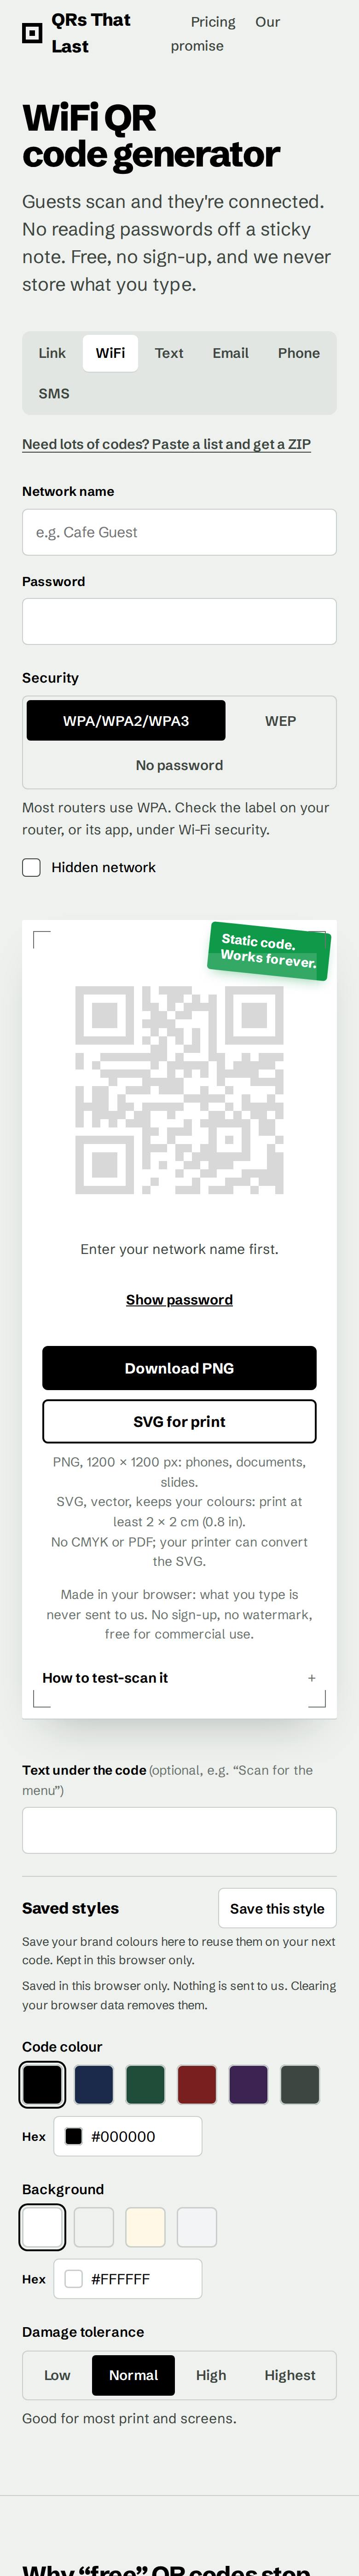 QRs That
Last
Pricing Our
promise
WiFi QR
code generator
Guests scan and they're connected.
No reading passwords off a sticky
note. Free, no sign-up, and we never
store what you type.
Link WiFi Text Email Phone
SMS
Need lots of codes? Paste a list and get a ZIP
Network name
e.g. Cafe Guest
Password
Security
WPA/WPA2/WPA3 WEP
No password
Most routers use WPA. Check the label on your
router, or its app, under Wi-Fi security.
Hidden network
Static code.
Works forever.
Enter your network name first.
Show password
Download PNG
SVG for print
PNG, 1200 × 1200 px: phones, documents,
slides.
SVG, vector, keeps your colours: print at
least 2 × 2 cm (0.8 in).
No CMYK or PDF; your printer can convert
the SVG.
Made in your browser: what you type is
never sent to us. No sign-up, no watermark,
free for commercial use.
How to test-scan it +
Text under the code (optional, e.g. “Scan for the
menu”)
Saved styles Save this style
Save your brand colours here to reuse them on your next
code. Kept in this browser only.
Saved in this browser only. Nothing is sent to us. Clearing
your browser data removes them.
Code colour
Hex #000000
Background
Hex #FFFFFF
Damage tolerance
Low Normal High Highest
Good for most print and screens.
Why “free” QR codes stop